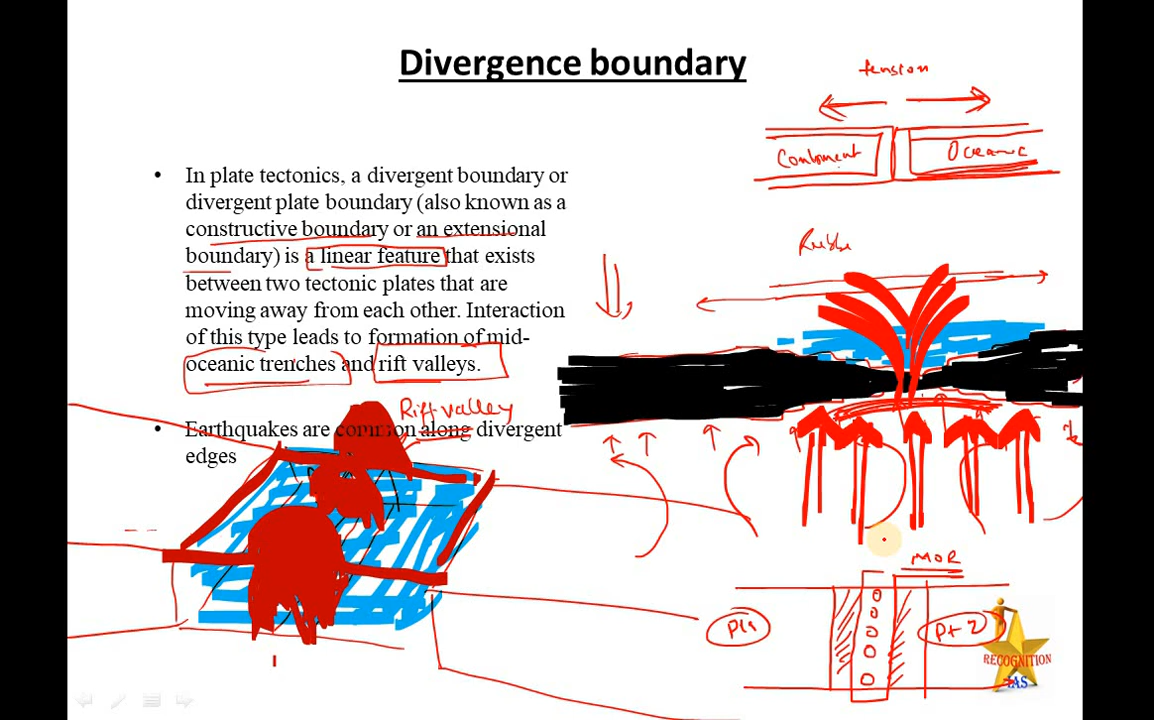 Divergence boundary
tension
Continent
Oceanic
• In plate tectonics, a divergent boundary or
divergent plate boundary (also known as a
constructive boundary or an extensional
boundary) is a linear feature that exists
between two tectonic plates that are
moving away from each other. Interaction
of this type leads to formation of mid-
oceanic trenches and rift valleys.
Rift valley
• Earthquakes are common along divergent
edges
MOR
Pt 2
RECOGNITION
IAS